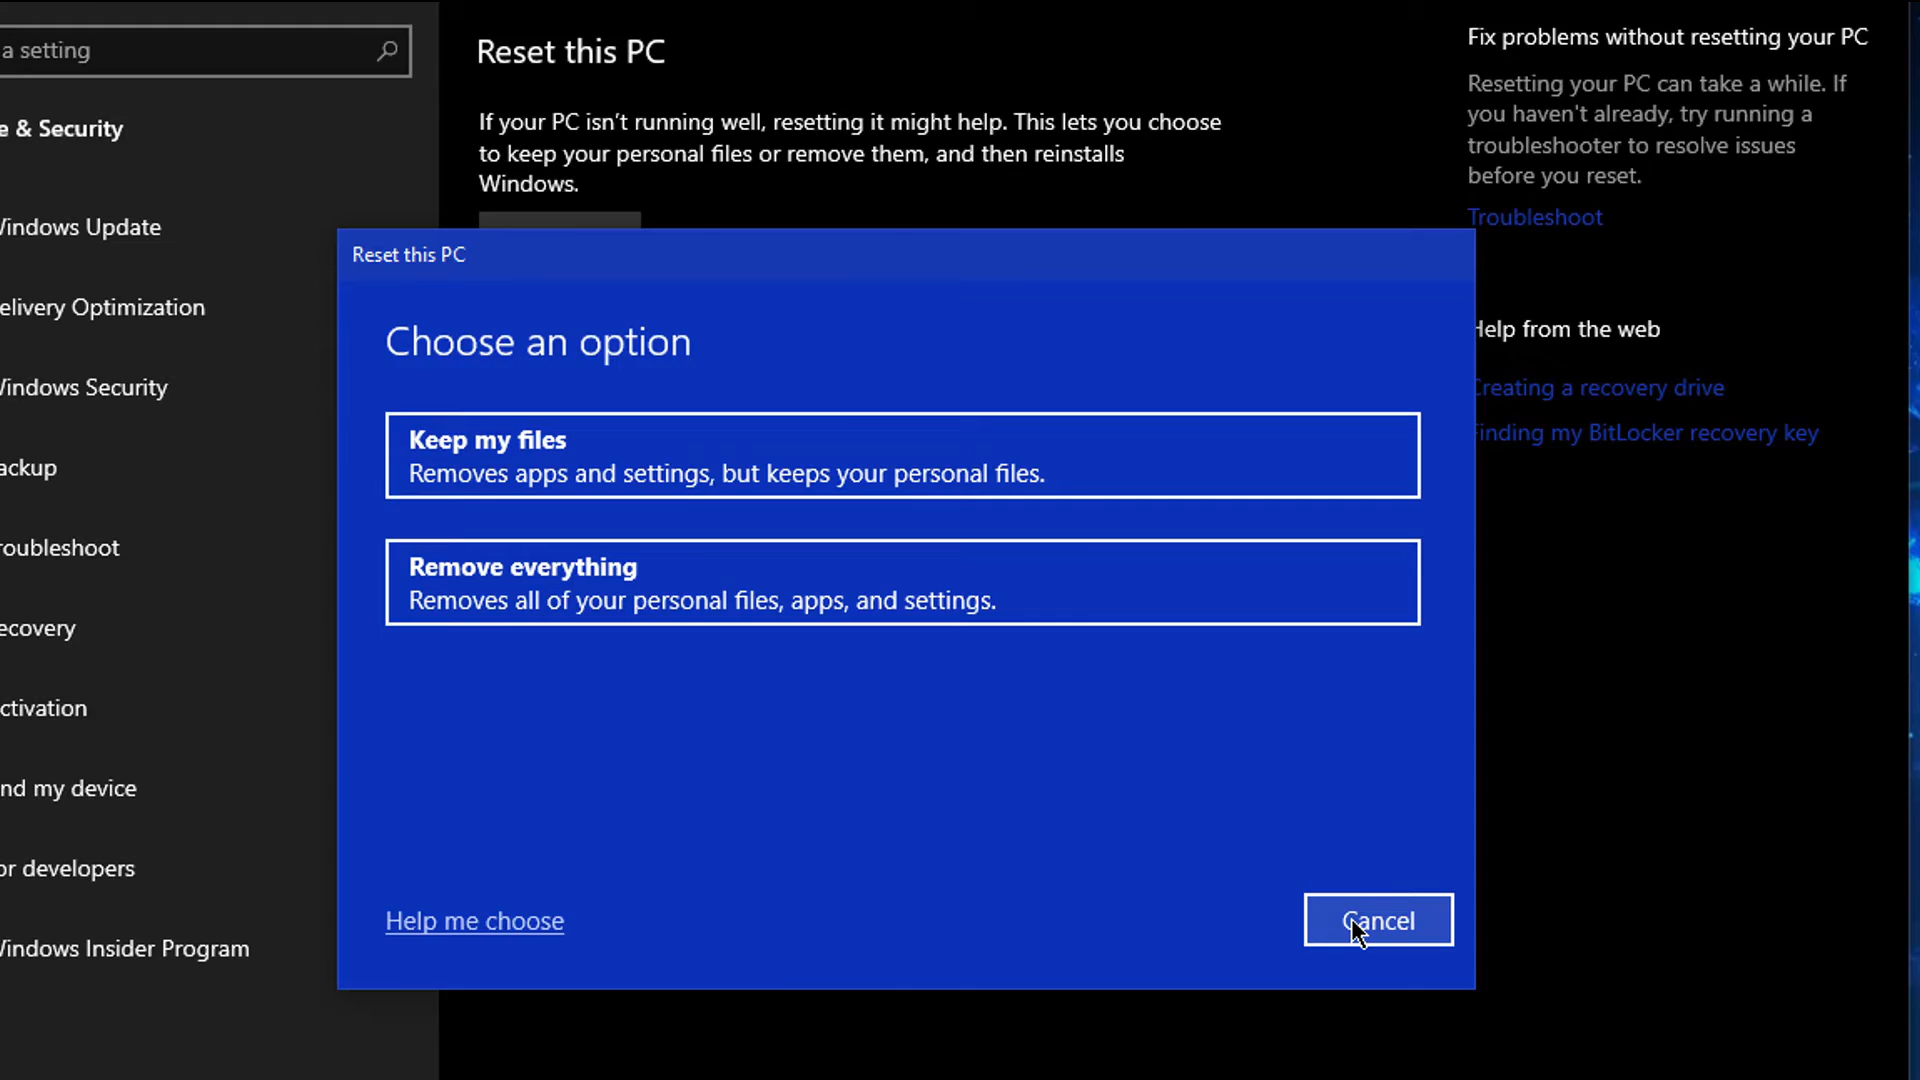 a setting
e & Security
Windows Update
elivery Optimization
Windows Security
ackup
roubleshoot
ecovery
ctivation
nd my device
or developers
Windows Insider Program
Reset this PC
If your PC isn't running well, resetting it might help. This lets you choose
to keep your personal files or remove them, and then reinstalls
Windows.
Reset this PC
Choose an option
Keep my files
Removes apps and settings, but keeps your personal files.
Remove everything
Removes all of your personal files, apps, and settings.
Help me choose
Cancel
Fix problems without resetting your PC
Resetting your PC can take a while. If
you haven't already, try running a
troubleshooter to resolve issues
before you reset.
Troubleshoot
Help from the web
Creating a recovery drive
Finding my BitLocker recovery key